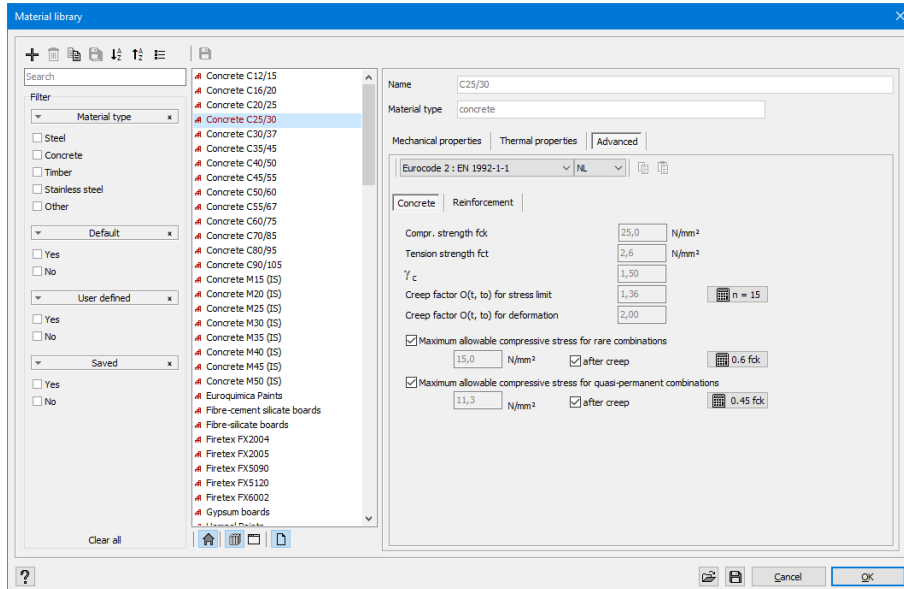 Material library
Search
Filter
Material type x
Steel
Concrete
Timber
Stainless steel
Other
Default x
Yes
No
User defined x
Yes
No
Saved x
Yes
No
Clear all
Concrete C12/15
Concrete C16/20
Concrete C20/25
Concrete C25/30
Concrete C30/37
Concrete C35/45
Concrete C40/50
Concrete C45/55
Concrete C50/60
Concrete C55/67
Concrete C60/75
Concrete C70/85
Concrete C80/95
Concrete C90/105
Concrete M15 (IS)
Concrete M20 (IS)
Concrete M25 (IS)
Concrete M30 (IS)
Concrete M35 (IS)
Concrete M40 (IS)
Concrete M45 (IS)
Concrete M50 (IS)
Euroquimica Paints
Fibre-cement silicate boards
Fibre-silicate boards
Firetex FX2004
Firetex FX2005
Firetex FX5090
Firetex FX5120
Firetex FX6002
Gypsum boards
Name C25/30
Material type concrete
Mechanical properties Thermal properties Advanced
Eurocode 2 : EN 1992-1-1 NL
Concrete Reinforcement
Compr. strength fck 25,0 N/mm²
Tension strength fct 2,6 N/mm²
γ c 1,50
Creep factor O(t, to) for stress limit 1,36 n = 15
Creep factor O(t, to) for deformation 2,00
Maximum allowable compressive stress for rare combinations
15,0 N/mm² after creep 0.6 fck
Maximum allowable compressive stress for quasi-permanent combinations
11,3 N/mm² after creep 0.45 fck
? Cancel OK